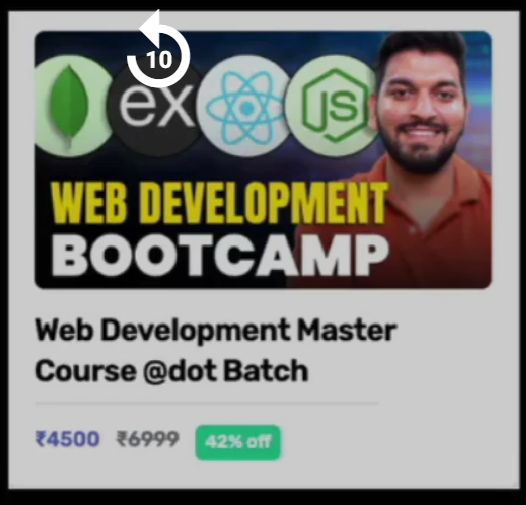 10
ex
JS
WEB DEVELOPMENT
BOOTCAMP
Web Development Master
Course @dot Batch
₹4500 ₹6999 42% off